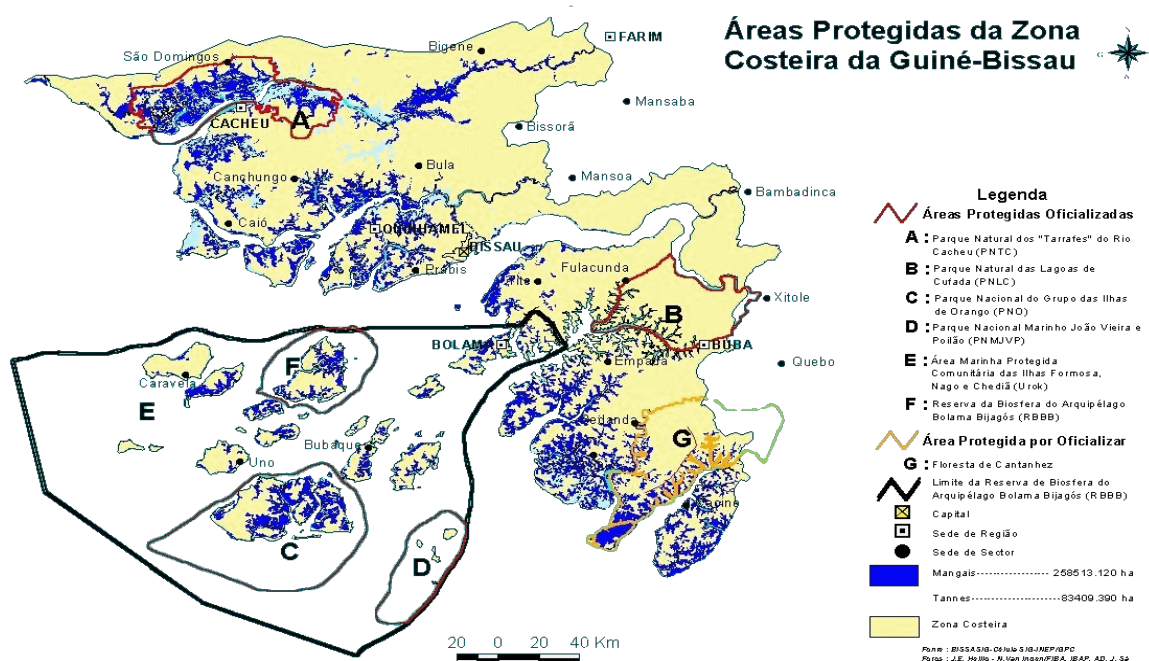 Áreas Protegidas da Zona
Costeira da Guiné-Bissau
FARIM
Bigene
São Domingos
Mansaba
CACHEU
A
Bissorã
Bula
Canchungo
Mansoa
Bambadinca
Caió
BISSAU
Prabis
Fulacunda
Tite
B
Xitole
BOLAMA
BUBA
Empada
Quebo
F
Caravela
E
Bubaque
Uno
G
C
D
20 0 20 40 Km
Legenda
Áreas Protegidas Oficializadas
A : Parque Natural dos "Tarrafes" do Rio
Cacheu (PNTC)
B : Parque Natural das Lagoas de
Cufada (PNLC)
C : Parque Nacional do Grupo das Ilhas
de Orango (PNO)
D : Parque Nacional Marinho João Vieira e
Poilão (PNMJVP)
E : Área Marinha Protegida
Comunitária das Ilhas Formosa,
Nago e Chediã (Urok)
F : Reserva da Biosfera do Arquipélago
Bolama Bijagós (RBBB)
Área Protegida por Oficializar
G : Floresta de Cantanhez
Limite da Reserva de Biosfera do
Arquipélago Bolama Bijagós (RBBB)
Capital
Sede de Região
Sede de Sector
Mangais------------------ 258513.120 ha
Tannes----------------------83409.390 ha
Zona Costeira